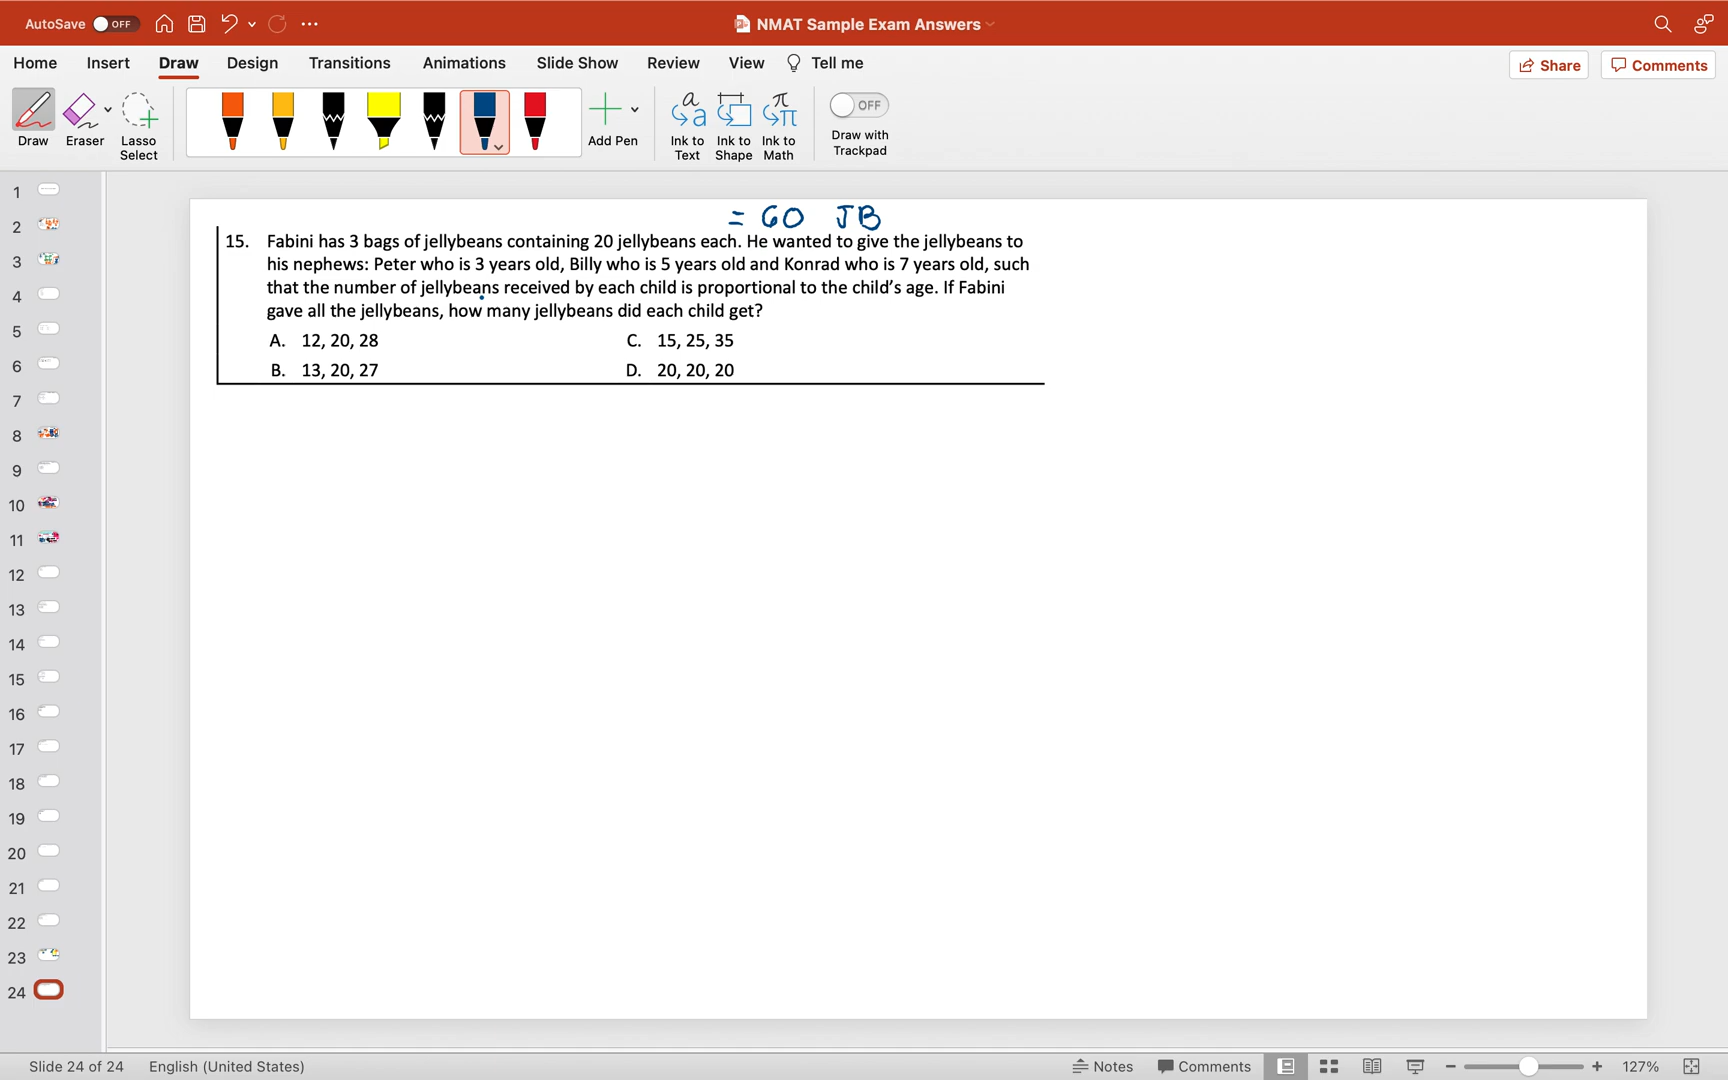 AutoSave OFF NMAT Sample Exam Answers
Home Insert Draw Design Transitions Animations Slide Show Review View Tell me Share Comments
Draw Eraser Lasso Select Add Pen Ink to Text Ink to Shape Ink to Math OFF Draw with Trackpad
= 60 JB
15. Fabini has 3 bags of jellybeans containing 20 jellybeans each. He wanted to give the jellybeans to
his nephews: Peter who is 3 years old, Billy who is 5 years old and Konrad who is 7 years old, such
that the number of jellybeans received by each child is proportional to the child's age. If Fabini
gave all the jellybeans, how many jellybeans did each child get?
A. 12, 20, 28 C. 15, 25, 35
B. 13, 20, 27 D. 20, 20, 20
1
2
3
4
5
6
7
8
9
10
11
12
13
14
15
16
17
18
19
20
21
22
23
24
Slide 24 of 24 English (United States) Notes Comments 127%